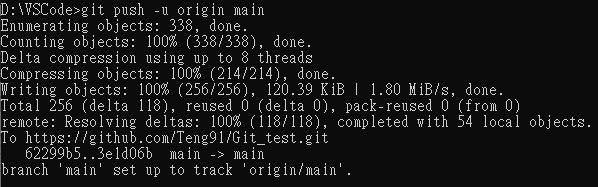 D:\VSCode>git push -u origin main
Enumerating objects: 338, done.
Counting objects: 100% (338/338), done.
Delta compression using up to 8 threads
Compressing objects: 100% (214/214), done.
Writing objects: 100% (256/256), 120.39 KiB | 1.80 MiB/s, done.
Total 256 (delta 118), reused 0 (delta 0), pack-reused 0 (from 0)
remote: Resolving deltas: 100% (118/118), completed with 54 local objects.
To https://github.com/Teng91/Git_test.git
   62299b5..3e1d06b  main -> main
branch 'main' set up to track 'origin/main'.